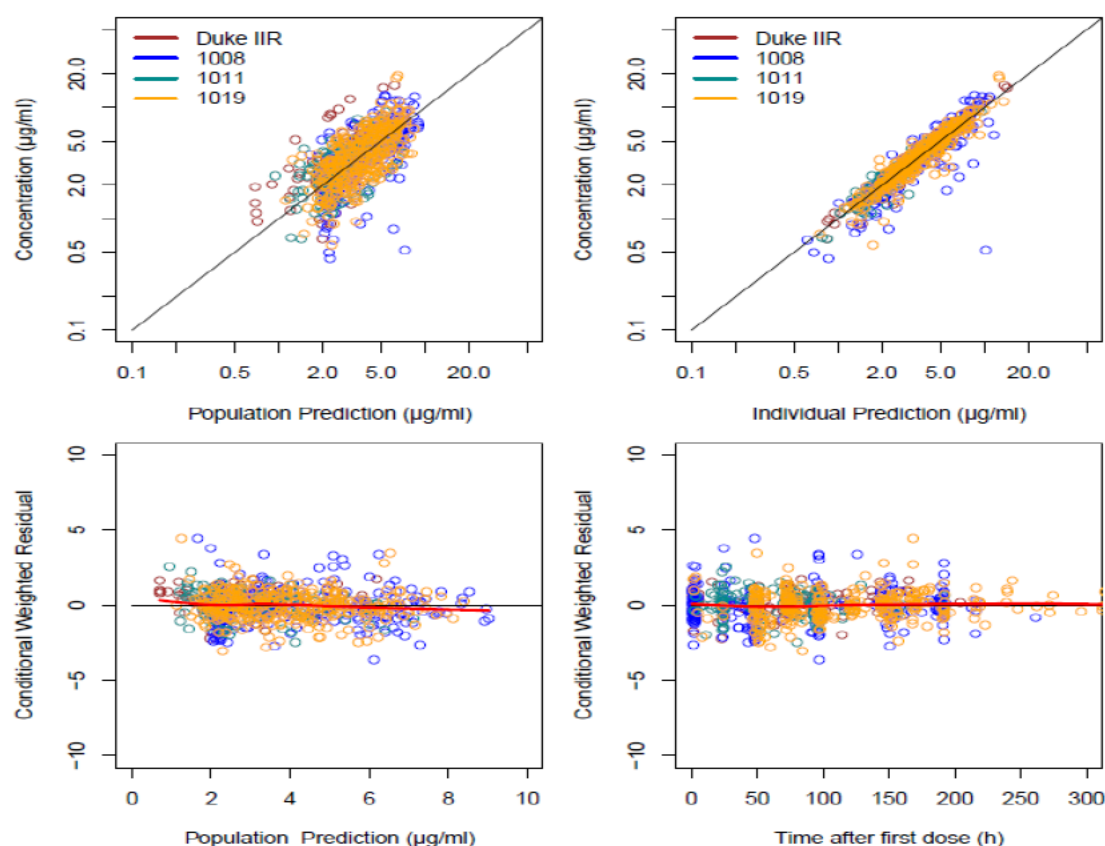 Duke IIR
1008
1011
1019
Concentration (µg/ml)
20.0
5.0
2.0
0.5
0.1
0.1 0.5 2.0 5.0 20.0
Population Prediction (µg/ml)
Duke IIR
1008
1011
1019
Concentration (µg/ml)
20.0
5.0
2.0
0.5
0.1
0.1 0.5 2.0 5.0 20.0
Individual Prediction (µg/ml)
Conditional Weighted Residual
10
5
0
−5
−10
0 2 4 6 8 10
Population Prediction (µg/ml)
Conditional Weighted Residual
10
5
0
−5
−10
0 50 100 150 200 250 300
Time after first dose (h)